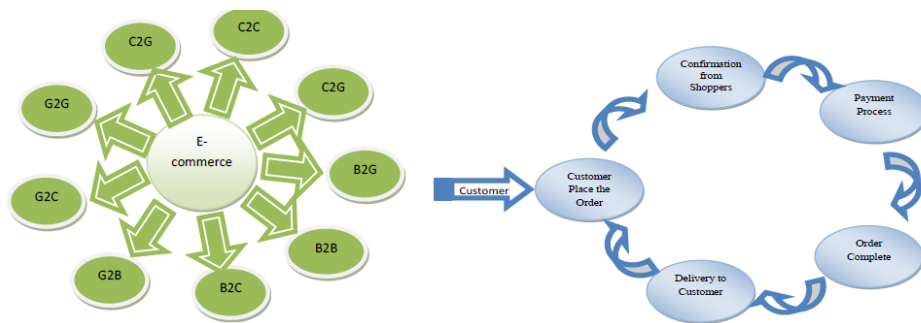 C2C
C2G
B2G
B2B
B2C
G2B
G2C
G2G
C2G
E-
commerce
Customer
Customer
Place the
Order
Confirmation
from
Shoppers
Payment
Process
Order
Complete
Delivery to
Customer